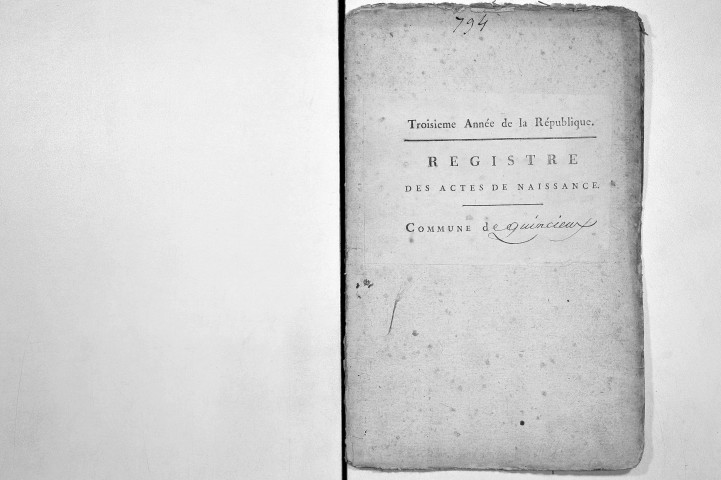 794
Troisieme Année de la République.
REGISTRE
DES ACTES DE NAISSANCE.
COMMUNE de quincieux